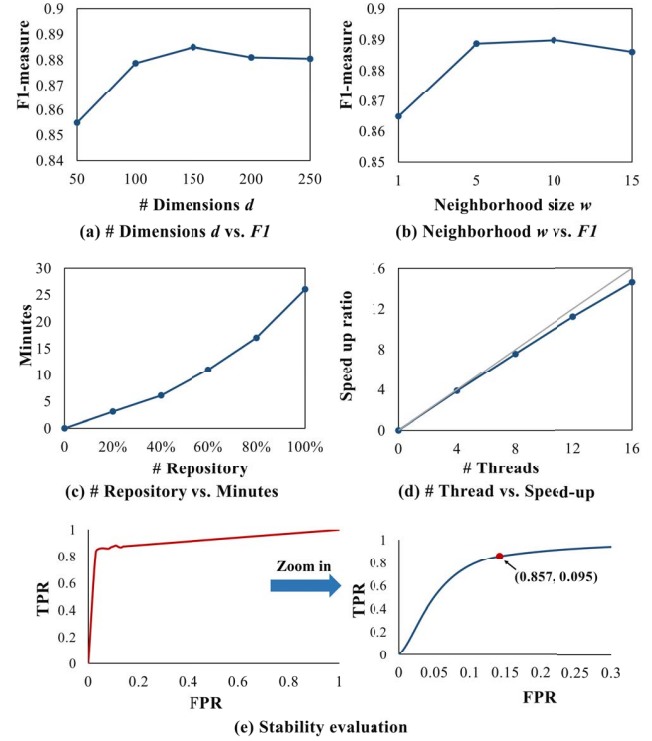 0.9
0.89
0.88
0.87
0.86
0.85
0.84
F1-measure
50 100 150 200 250
# Dimensions d
(a) # Dimensions d vs. F1
0.9
0.89
0.88
0.87
0.86
0.85
F1-measure
1 5 10 15
Neighborhood size w
(b) Neighborhood w vs. F1
30
25
20
15
10
5
0
Minutes
0 20% 40% 60% 80% 100%
# Repository
(c) # Repository vs. Minutes
.6
.2
8
4
0
Speed up ratio
0 4 8 12 16
# Threads
(d) # Thread vs. Speed-up
1
0.8
0.6
0.4
0.2
0
TPR
0 0.2 0.4 0.6 0.8 1
FPR
Zoom in
1
0.8
0.6
0.4
0.2
0
TPR
(0.857, 0.095)
0 0.05 0.1 0.15 0.2 0.25 0.3
FPR
(e) Stability evaluation